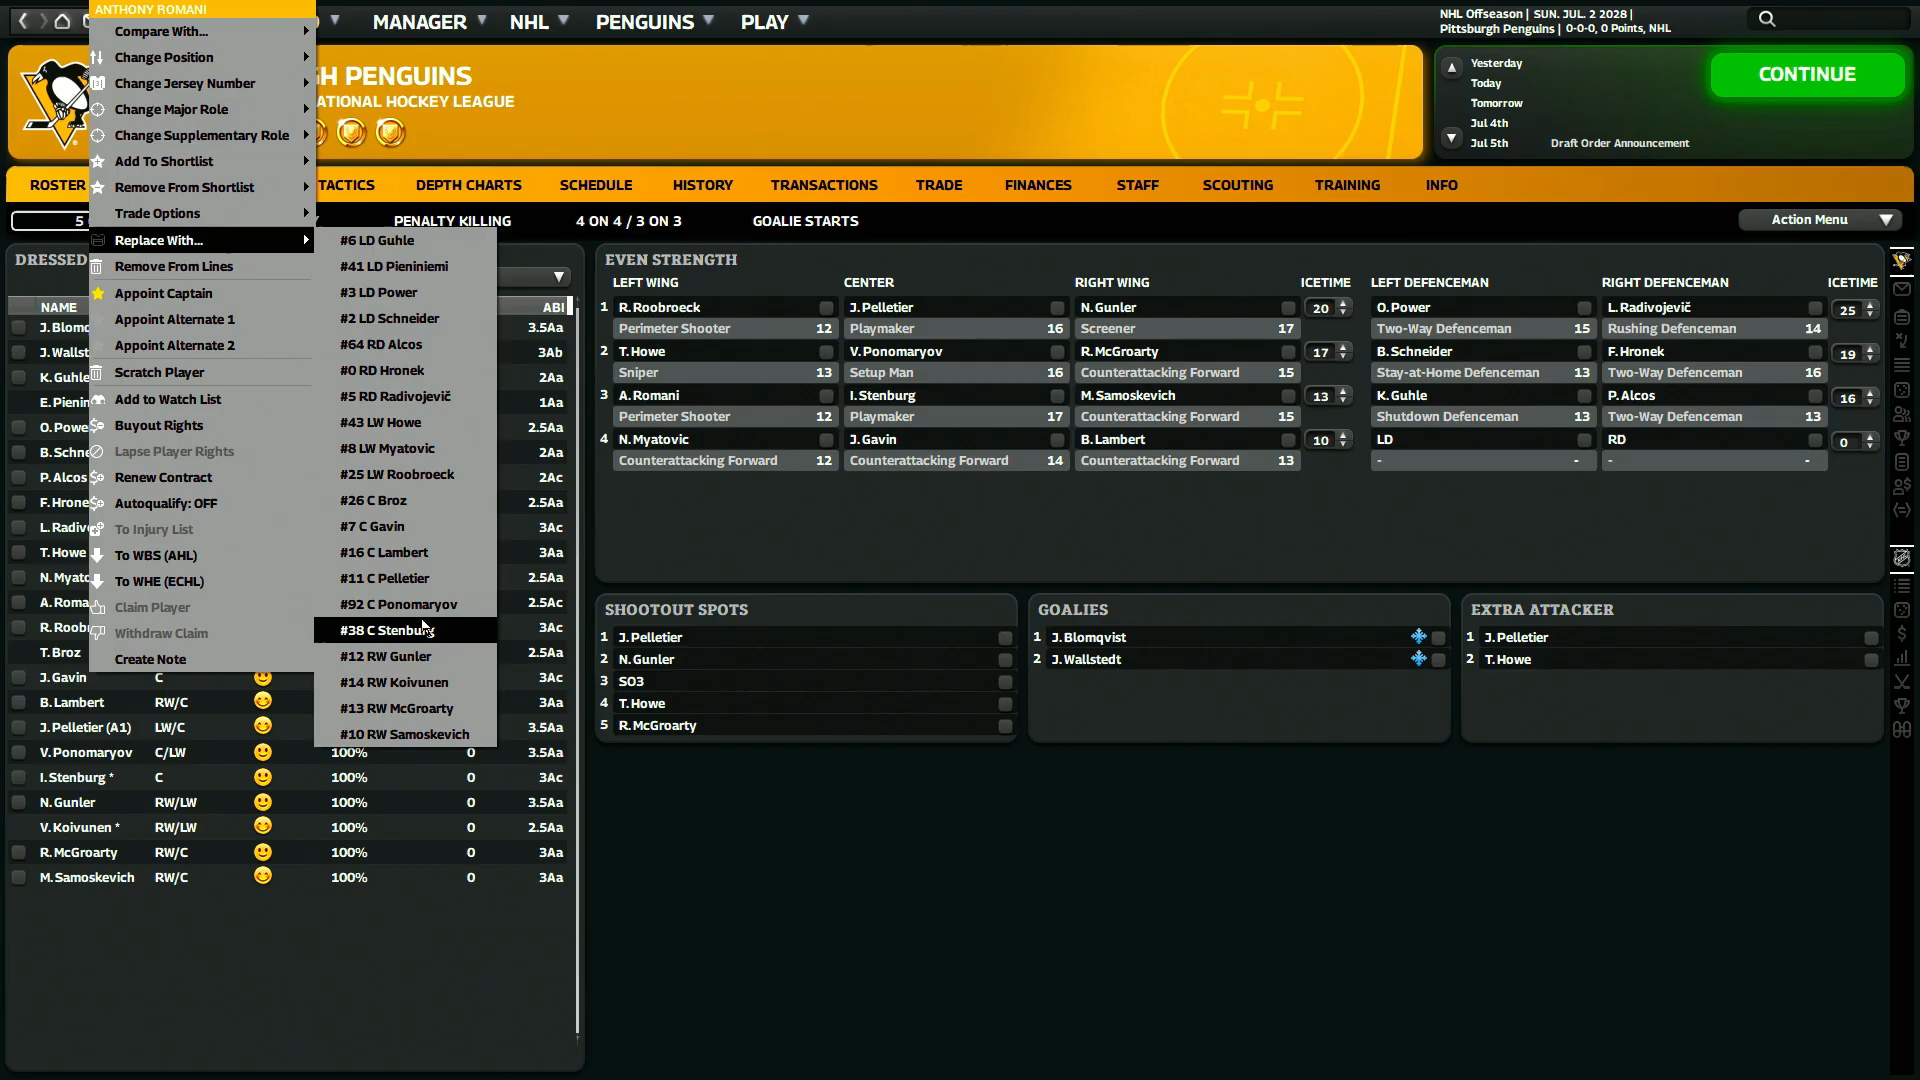 ANTHONY ROMANI
Compare With...
Change Position
Change Jersey Number
Change Major Role
Change Supplementary Role
Add To Shortlist
Remove From Shortlist
Trade Options
Replace With...
Remove From Lines
Appoint Captain
Appoint Alternate 1
Appoint Alternate 2
Scratch Player
Add to Watch List
Buyout Rights
Lapse Player Rights
Renew Contract
Autoqualify: OFF
To Injury List
To WBS (AHL)
To WHE (ECHL)
Claim Player
Withdraw Claim
Create Note
#6 LD Guhle
#41 LD Pieniniemi
#3 LD Power
#2 LD Schneider
#64 RD Alcos
#0 RD Hronek
#5 RD Radivojevič
#43 LW Howe
#8 LW Myatovic
#25 LW Roobroeck
#26 C Broz
#7 C Gavin
#16 C Lambert
#11 C Pelletier
#92 C Ponomaryov
#38 C Stenburg
#12 RW Gunler
#14 RW Koivunen
#13 RW McGroarty
#10 RW Samoskevich
MANAGER NHL PENGUINS PLAY
NHL Offseason | SUN. JUL. 2 2028 |
Pittsburgh Penguins | 0-0-0, 0 Points, NHL
H PENGUINS
ATIONAL HOCKEY LEAGUE
Yesterday
Today
Tomorrow
Jul 4th
Jul 5th Draft Order Announcement
CONTINUE
ROSTER TACTICS DEPTH CHARTS SCHEDULE HISTORY TRANSACTIONS TRADE FINANCES STAFF SCOUTING TRAINING INFO
5 PENALTY KILLING 4 ON 4 / 3 ON 3 GOALIE STARTS
Action Menu
DRESSED
NAME ABI
J. Blomq 3.5Aa
J. Wallst 3Ab
K. Guhle 2Aa
E. Pienin 1Aa
O. Powe 2.5Aa
B. Schne 2Aa
P. Alcos 2Ac
F. Hrone 2.5Aa
L. Radiv 3Ac
T. Howe 3Aa
N. Myato 2.5Aa
A. Roma 2.5Ac
R. Roobr 3Ac
T. Broz 2.5Aa
J. Gavin C 3Ac
B. Lambert RW/C 3Aa
J. Pelletier (A1) LW/C 3.5Aa
V. Ponomaryov C/LW 100% 0 3.5Aa
I. Stenburg * C 100% 0 3Ac
N. Gunler RW/LW 100% 0 3.5Aa
V. Koivunen * RW/LW 100% 0 2.5Aa
R. McGroarty RW/C 100% 0 3Aa
M. Samoskevich RW/C 100% 0 3Aa
EVEN STRENGTH
LEFT WING CENTER RIGHT WING ICETIME LEFT DEFENCEMAN RIGHT DEFENCEMAN ICETIME
1 R. Roobroeck J. Pelletier N. Gunler 20 O. Power L. Radivojevič 25
Perimeter Shooter 12 Playmaker 16 Screener 17 Two-Way Defenceman 15 Rushing Defenceman 14
2 T. Howe V. Ponomaryov R. McGroarty 17 B. Schneider F. Hronek 19
Sniper 13 Setup Man 16 Counterattacking Forward 15 Stay-at-Home Defenceman 13 Two-Way Defenceman 16
3 A. Romani I. Stenburg M. Samoskevich 13 K. Guhle P. Alcos 16
Perimeter Shooter 12 Playmaker 17 Counterattacking Forward 15 Shutdown Defenceman 13 Two-Way Defenceman 13
4 N. Myatovic J. Gavin B. Lambert 10 LD RD 0
Counterattacking Forward 12 Counterattacking Forward 14 Counterattacking Forward 13 - - - -
SHOOTOUT SPOTS
1 J. Pelletier
2 N. Gunler
3 SO3
4 T. Howe
5 R. McGroarty
GOALIES
1 J. Blomqvist
2 J. Wallstedt
EXTRA ATTACKER
1 J. Pelletier
2 T. Howe